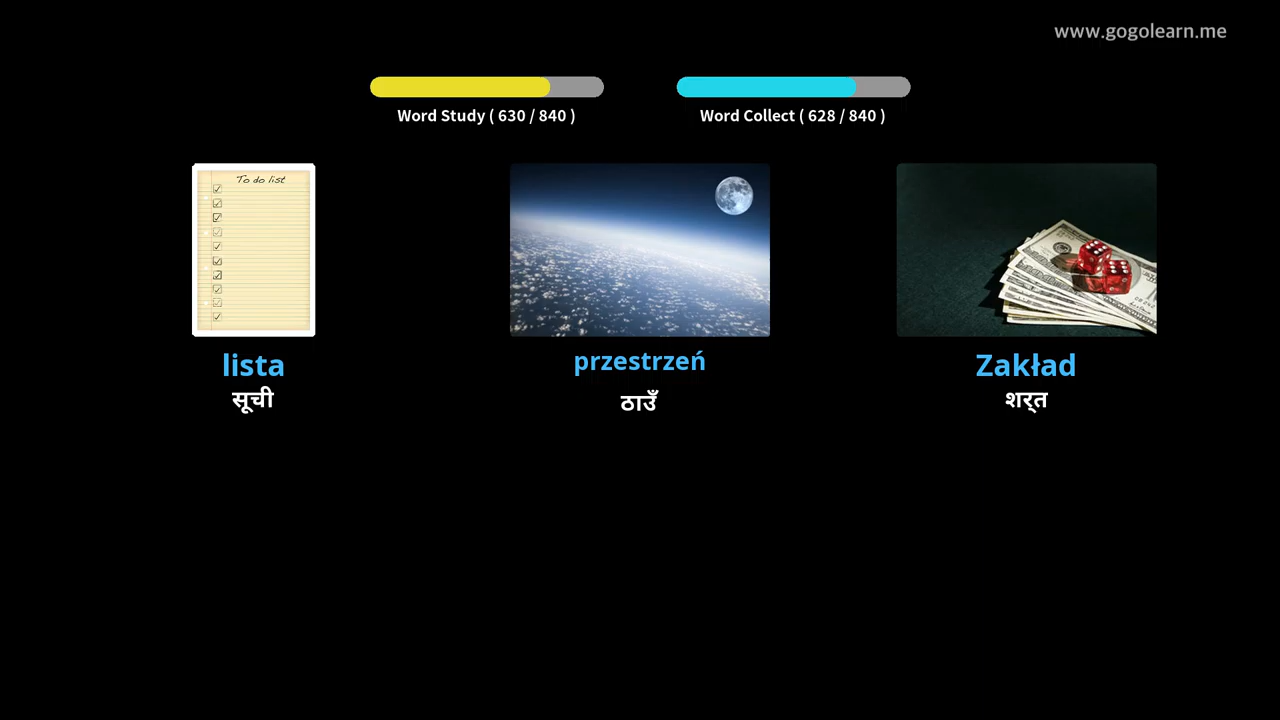 www.gogolearn.me
Word Study ( 630 / 840 )
Word Collect ( 628 / 840 )
To do list
lista
przestrzeń
Zakład
सूची
ठाउँ
शर्त